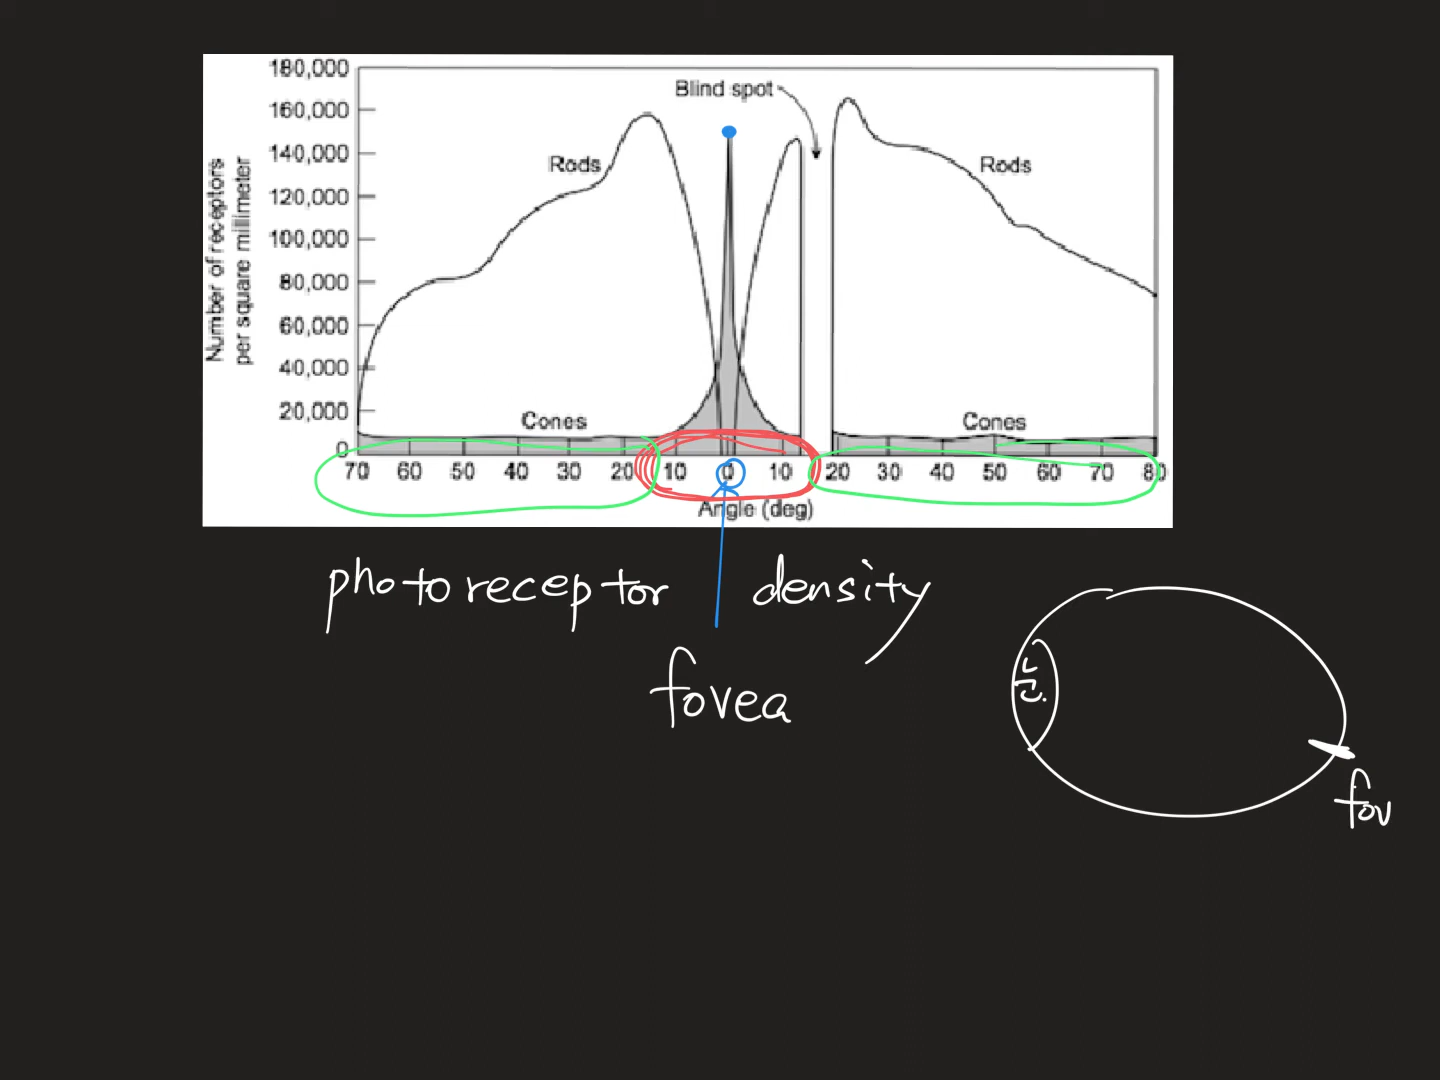 180,000
160,000
140,000
120,000
100,000
80,000
60,000
40,000
20,000
0
Number of receptors
per square millimeter
Blind spot
Rods
Rods
Cones
Cones
70 60 50 40 30 20 10 0 10 20 30 40 50 60 70 80
Angle (deg)
photoreceptor density
fovea
fov